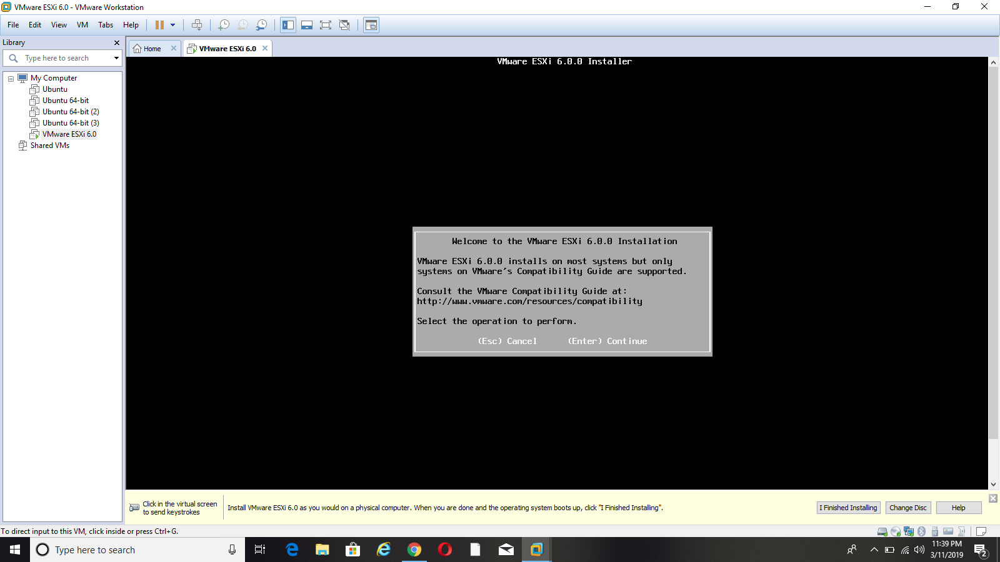 VMware ESXi 6.0 - VMware Workstation
File Edit View VM Tabs Help
Library
Type here to search
My Computer
Ubuntu
Ubuntu 64-bit
Ubuntu 64-bit (2)
Ubuntu 64-bit (3)
VMware ESXi 6.0
Shared VMs
Home
VMware ESXi 6.0
VMware ESXi 6.0.0 Installer
Welcome to the VMware ESXi 6.0.0 Installation
VMware ESXi 6.0.0 installs on most systems but only
systems on VMware's Compatibility Guide are supported.
Consult the VMware Compatibility Guide at:
http://www.vmware.com/resources/compatibility
Select the operation to perform.
(Esc) Cancel (Enter) Continue
Click in the virtual screen
to send keystrokes
Install VMware ESXi 6.0 as you would on a physical computer. When you are done and the operating system boots up, click "I Finished Installing".
I Finished Installing Change Disc Help
To direct input to this VM, click inside or press Ctrl+G.
Type here to search
11:39 PM
3/11/2019
2